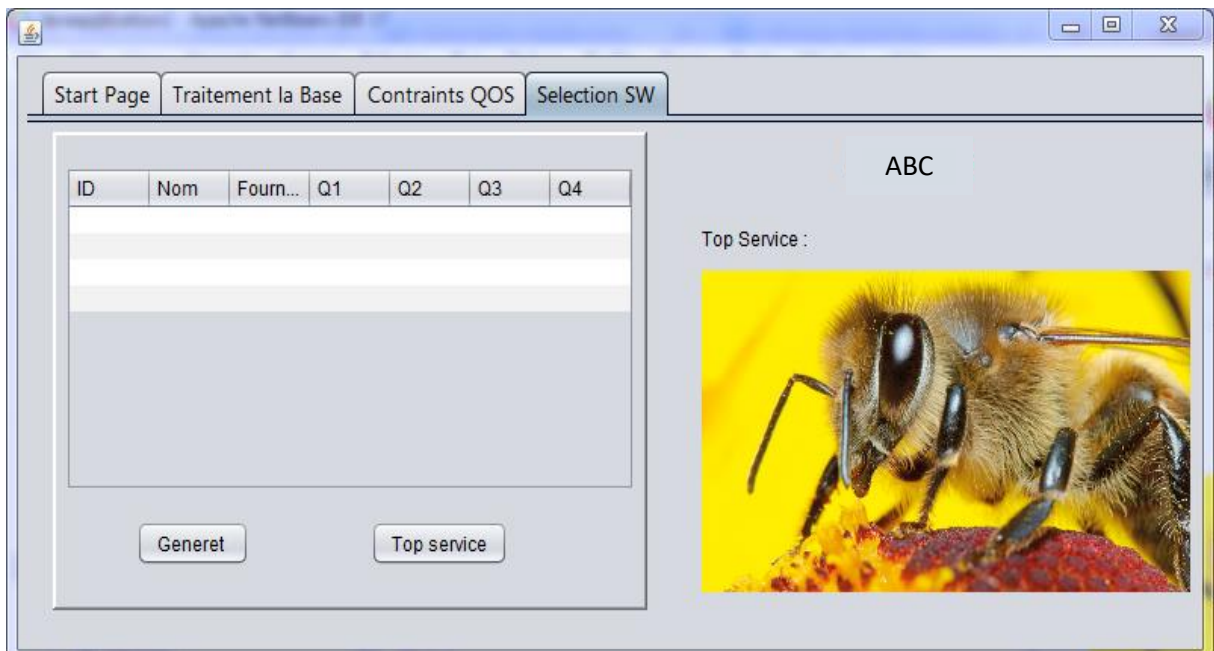 Start Page Traitement la Base Contraints QOS Selection SW
ABC
ID Nom Fourn... Q1 Q2 Q3 Q4
Top Service :
Generet Top service